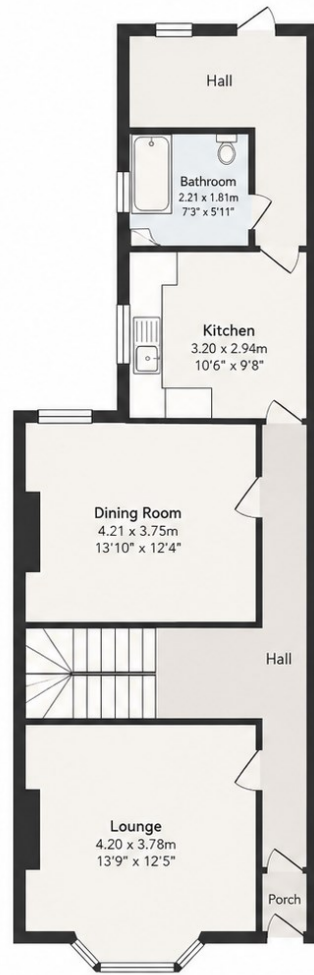 Hall
Bathroom
2.21 x 1.81m
7'3" x 5'11"
Kitchen
3.20 x 2.94m
10'6" x 9'8"
Dining Room
4.21 x 3.75m
13'10" x 12'4"
Hall
Lounge
4.20 x 3.78m
13'9" x 12'5"
Porch